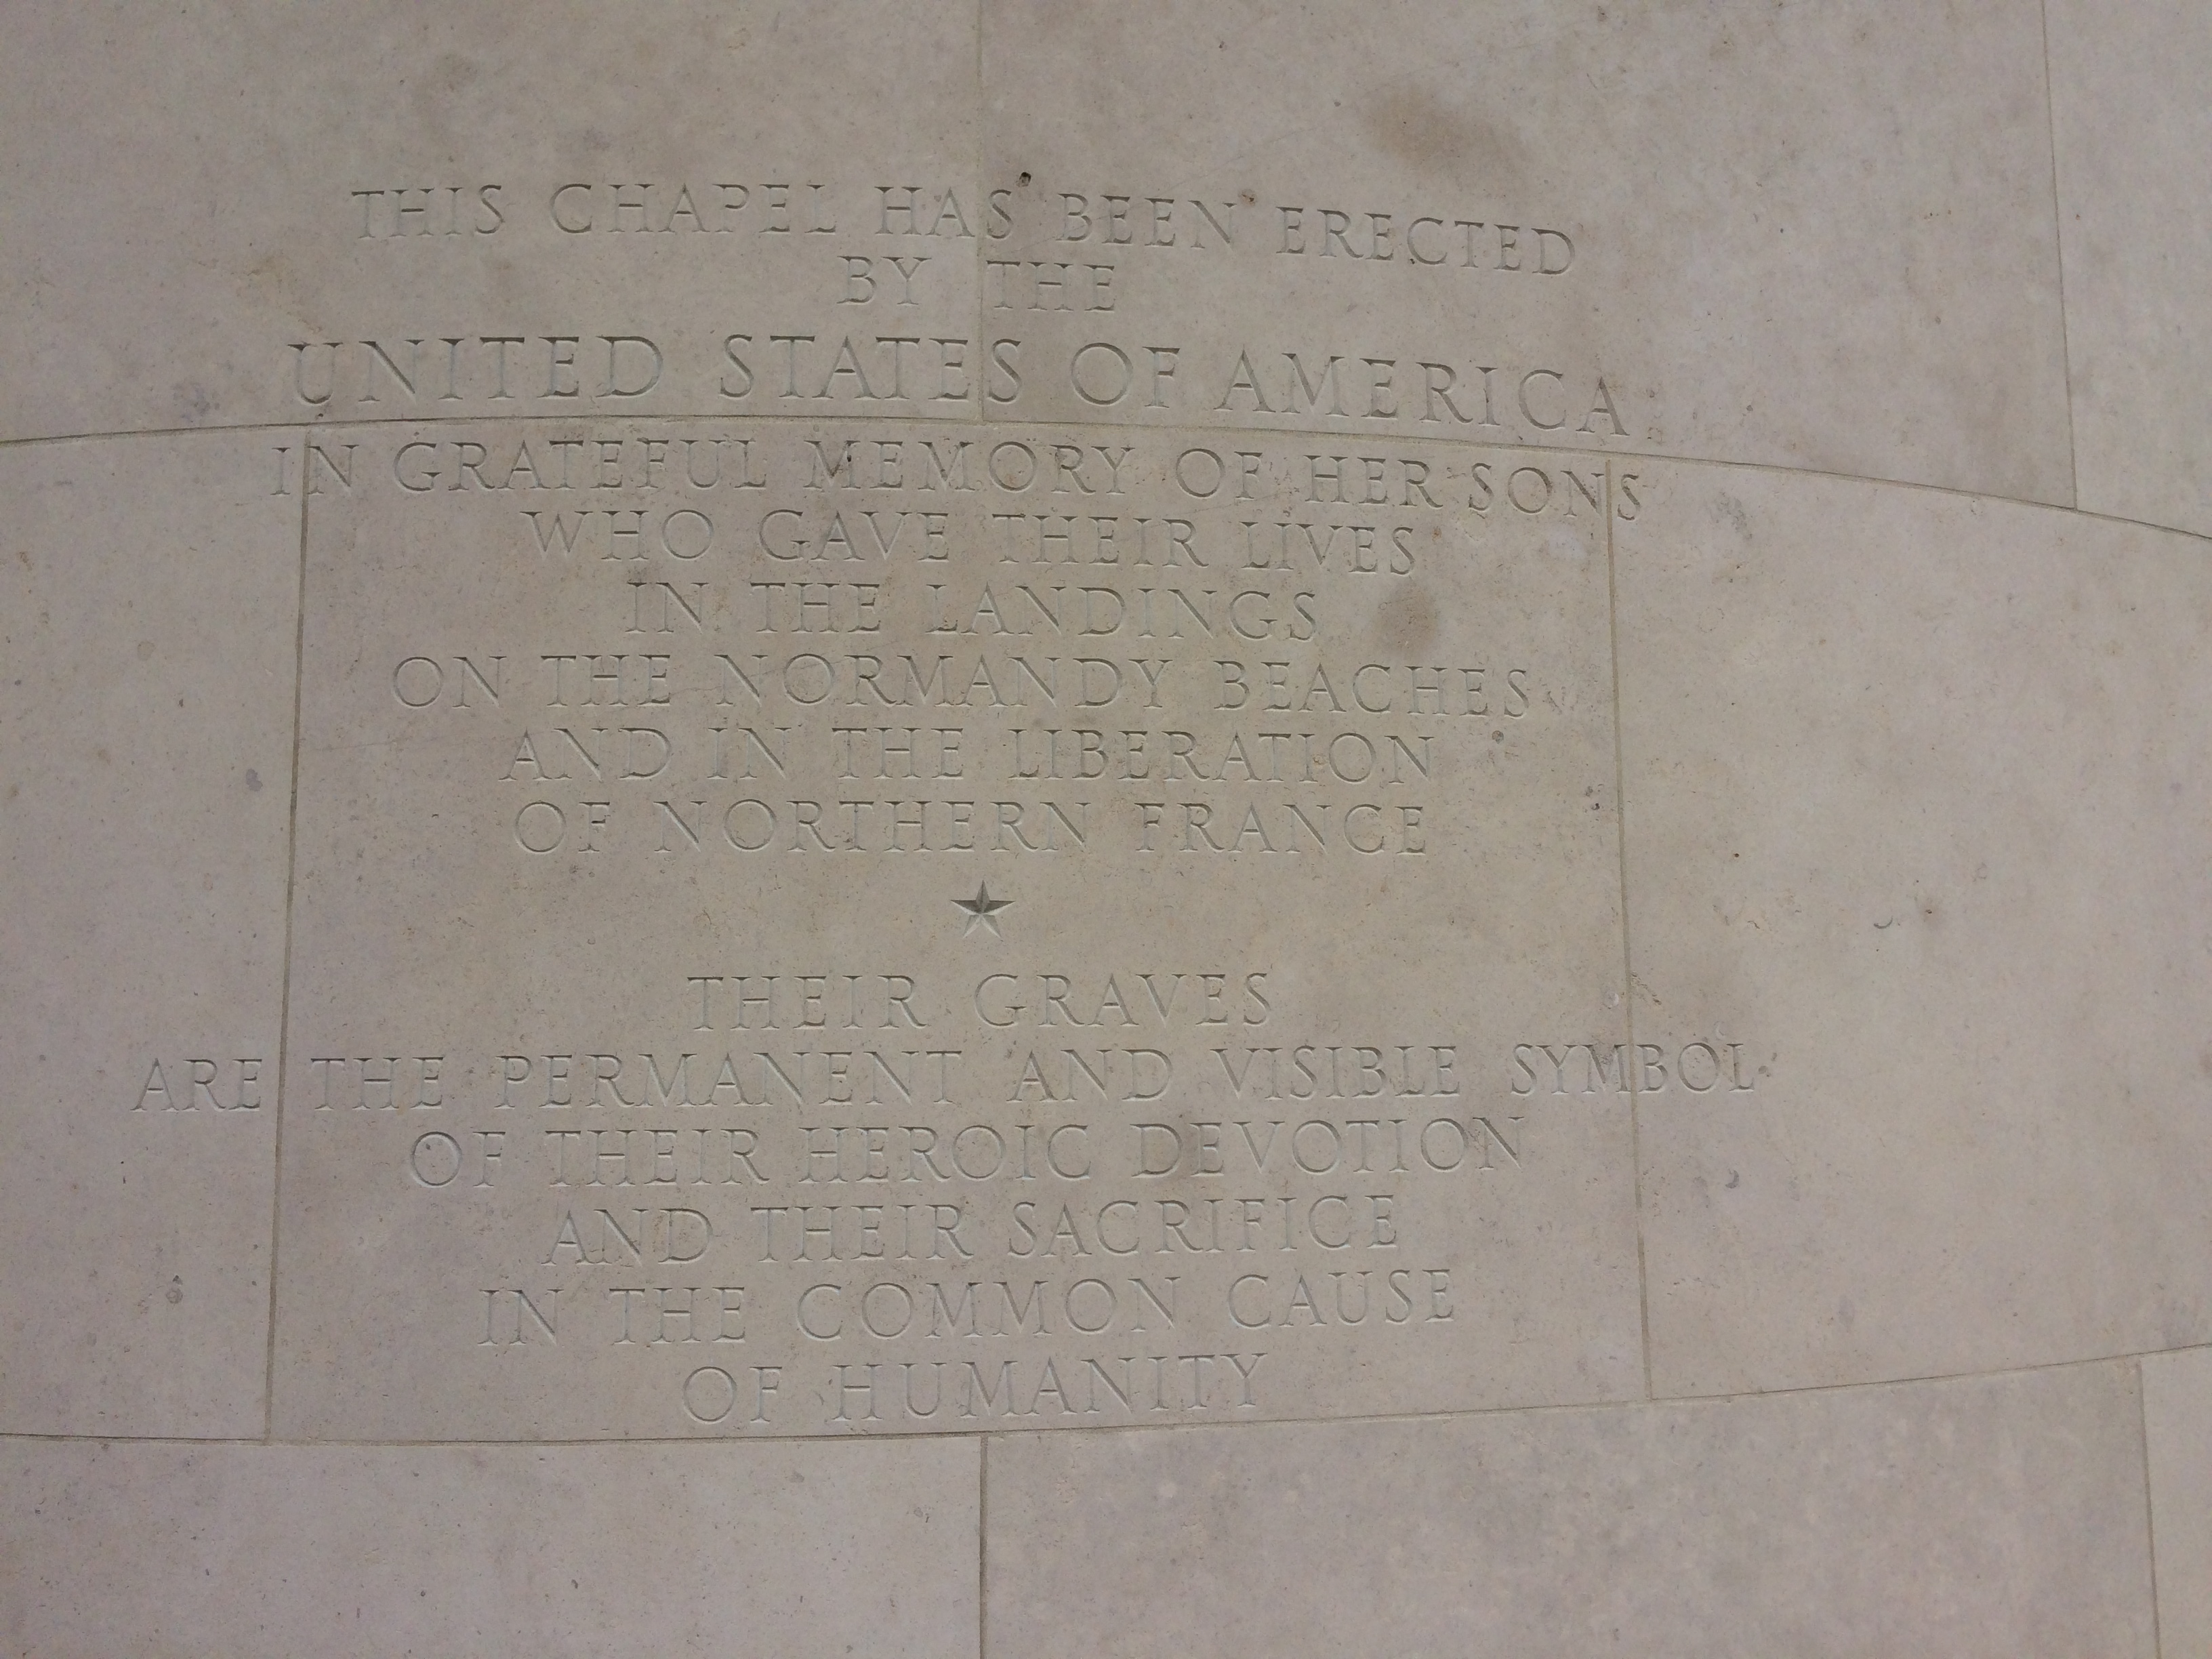 THIS CHAPEL HAS BEEN ERECTED
BY THE
UNITED STATES OF AMERICA
IN GRATEFUL MEMORY OF HER SONS
WHO GAVE THEIR LIVES
IN THE LANDINGS
ON THE NORMANDY BEACHES
AND IN THE LIBERATION
OF NORTHERN FRANCE
THEIR GRAVES
ARE THE PERMANENT AND VISIBLE SYMBOL
OF THEIR HEROIC DEVOTION
AND THEIR SACRIFICE
IN THE COMMON CAUSE
OF HUMANITY